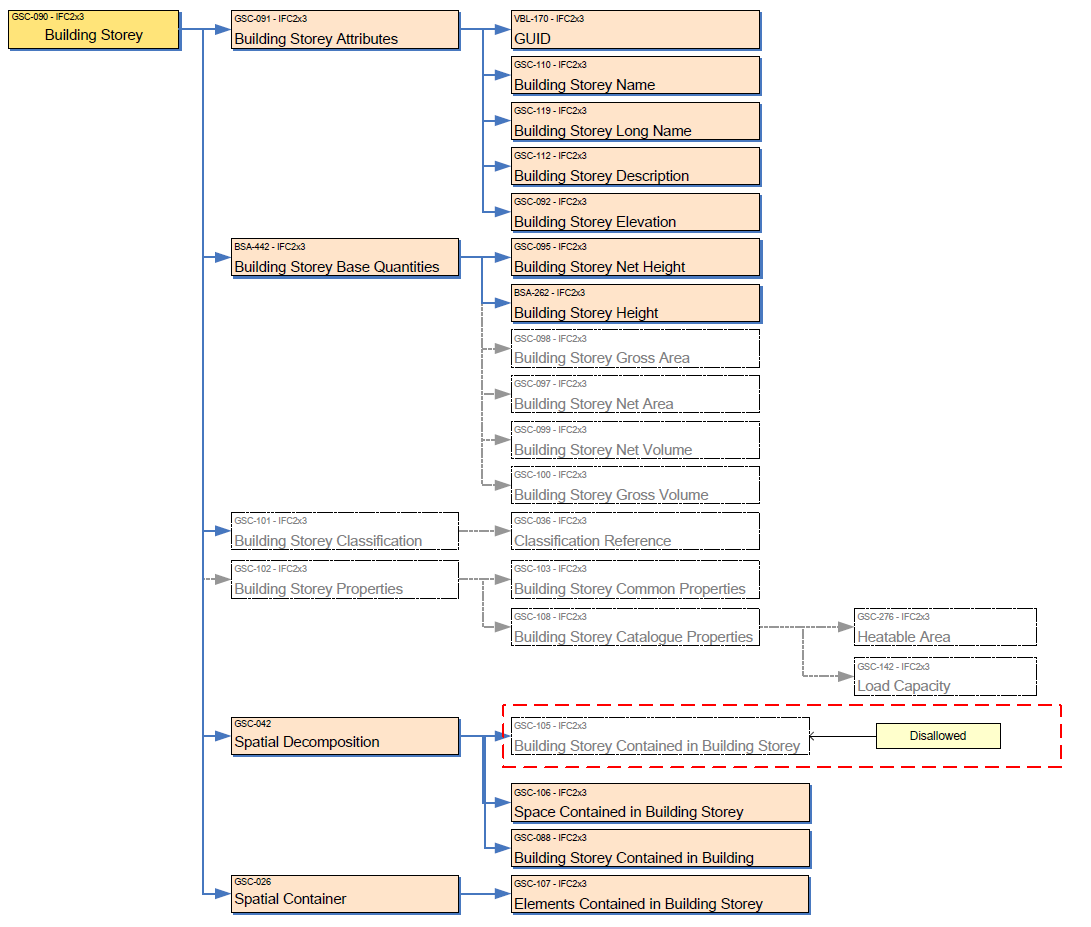 GSC-090 - IFC2x3
Building Storey
GSC-091 - IFC2x3
Building Storey Attributes
VBL-170 - IFC2x3
GUID
GSC-110 - IFC2x3
Building Storey Name
GSC-119 - IFC2x3
Building Storey Long Name
GSC-112 - IFC2x3
Building Storey Description
GSC-092 - IFC2x3
Building Storey Elevation
BSA-442 - IFC2x3
Building Storey Base Quantities
GSC-095 - IFC2x3
Building Storey Net Height
BSA-262 - IFC2x3
Building Storey Height
GSC-098 - IFC2x3
Building Storey Gross Area
GSC-097 - IFC2x3
Building Storey Net Area
GSC-099 - IFC2x3
Building Storey Net Volume
GSC-100 - IFC2x3
Building Storey Gross Volume
GSC-101 - IFC2x3
Building Storey Classification
GSC-036 - IFC2x3
Classification Reference
GSC-102 - IFC2x3
Building Storey Properties
GSC-103 - IFC2x3
Building Storey Common Properties
GSC-108 - IFC2x3
Building Storey Catalogue Properties
GSC-276 - IFC2x3
Heatable Area
GSC-142 - IFC2x3
Load Capacity
GSC-042
Spatial Decomposition
GSC-105 - IFC2x3
Building Storey Contained in Building Storey
Disallowed
GSC-106 - IFC2x3
Space Contained in Building Storey
GSC-088 - IFC2x3
Building Storey Contained in Building
GSC-026
Spatial Container
GSC-107 - IFC2x3
Elements Contained in Building Storey